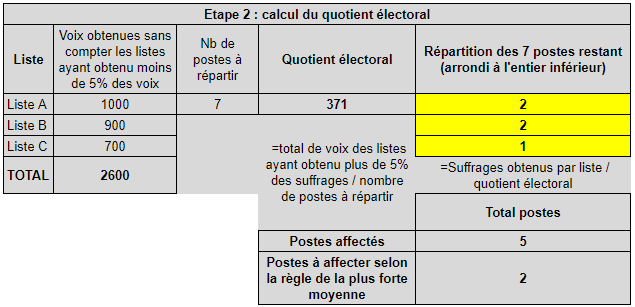 Etape 2 : calcul du quotient électoral
Liste
Voix obtenues sans
compter les listes
ayant obtenu moins
de 5% des voix
Nb de
postes à
répartir
Quotient électoral
Répartition des 7 postes restant
(arrondi à l'entier inférieur)
Liste A 1000 7 371 2
Liste B 900 2
Liste C 700 1
TOTAL 2600
=total de voix des listes
ayant obtenu plus de 5%
des suffrages / nombre
de postes à répartir
=Suffrages obtenus par liste /
quotient électoral
Total postes
Postes affectés 5
Postes à affecter selon
la règle de la plus forte
moyenne
2